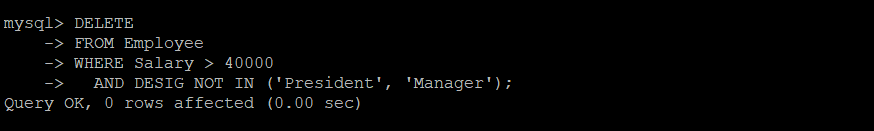 mysql> DELETE
    -> FROM Employee
    -> WHERE Salary > 40000
    ->   AND DESIG NOT IN ('President', 'Manager');
Query OK, 0 rows affected (0.00 sec)